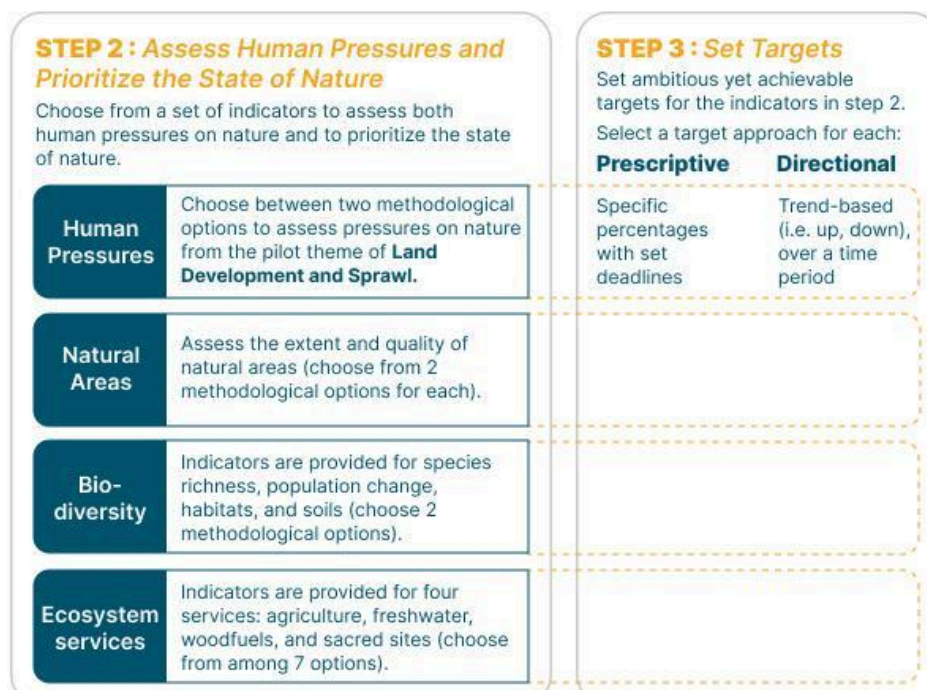 STEP 2 : Assess Human Pressures and
Prioritize the State of Nature
Choose from a set of indicators to assess both
human pressures on nature and to prioritize the state
of nature.
Human
Pressures
Choose between two methodological
options to assess pressures on nature
from the pilot theme of Land
Development and Sprawl.
Natural
Areas
Assess the extent and quality of
natural areas (choose from 2
methodological options for each).
Bio-
diversity
Indicators are provided for species
richness, population change,
habitats, and soils (choose 2
methodological options).
Ecosystem
services
Indicators are provided for four
services: agriculture, freshwater,
woodfuels, and sacred sites (choose
from among 7 options).
STEP 3 : Set Targets
Set ambitious yet achievable
targets for the indicators in step 2.
Select a target approach for each:
Prescriptive
Specific
percentages
with set
deadlines
Directional
Trend-based
(i.e. up, down),
over a time
period